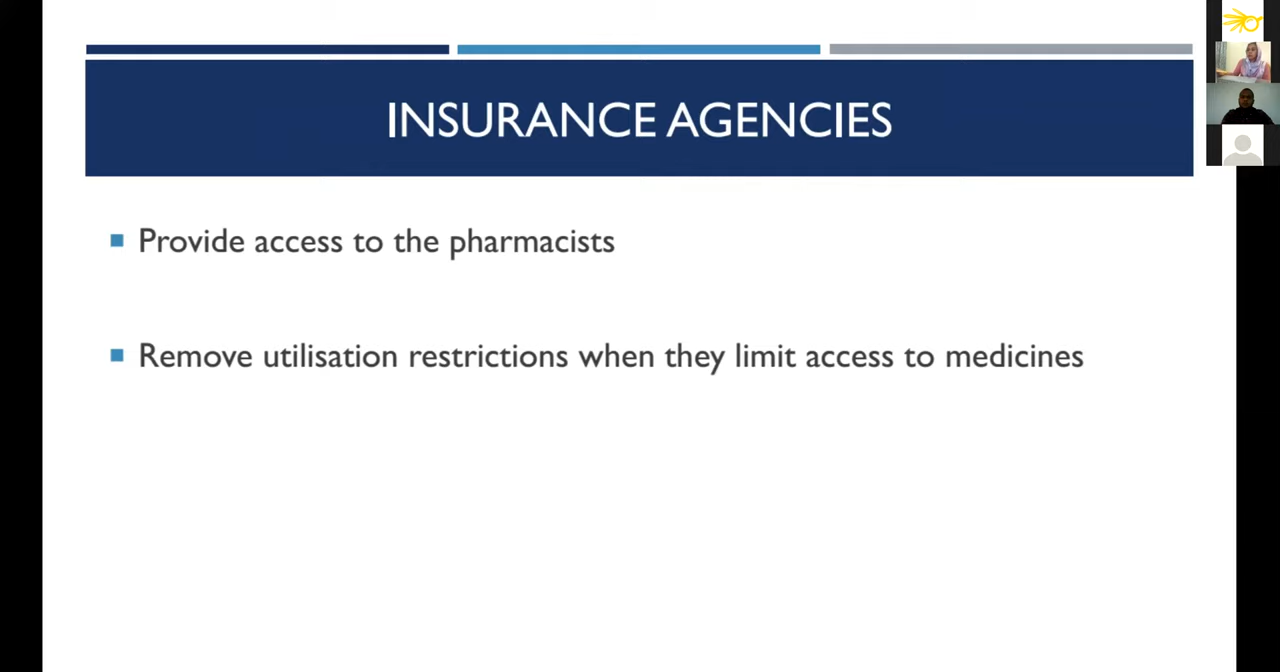 INSURANCE AGENCIES
Provide access to the pharmacists
Remove utilisation restrictions when they limit access to medicines